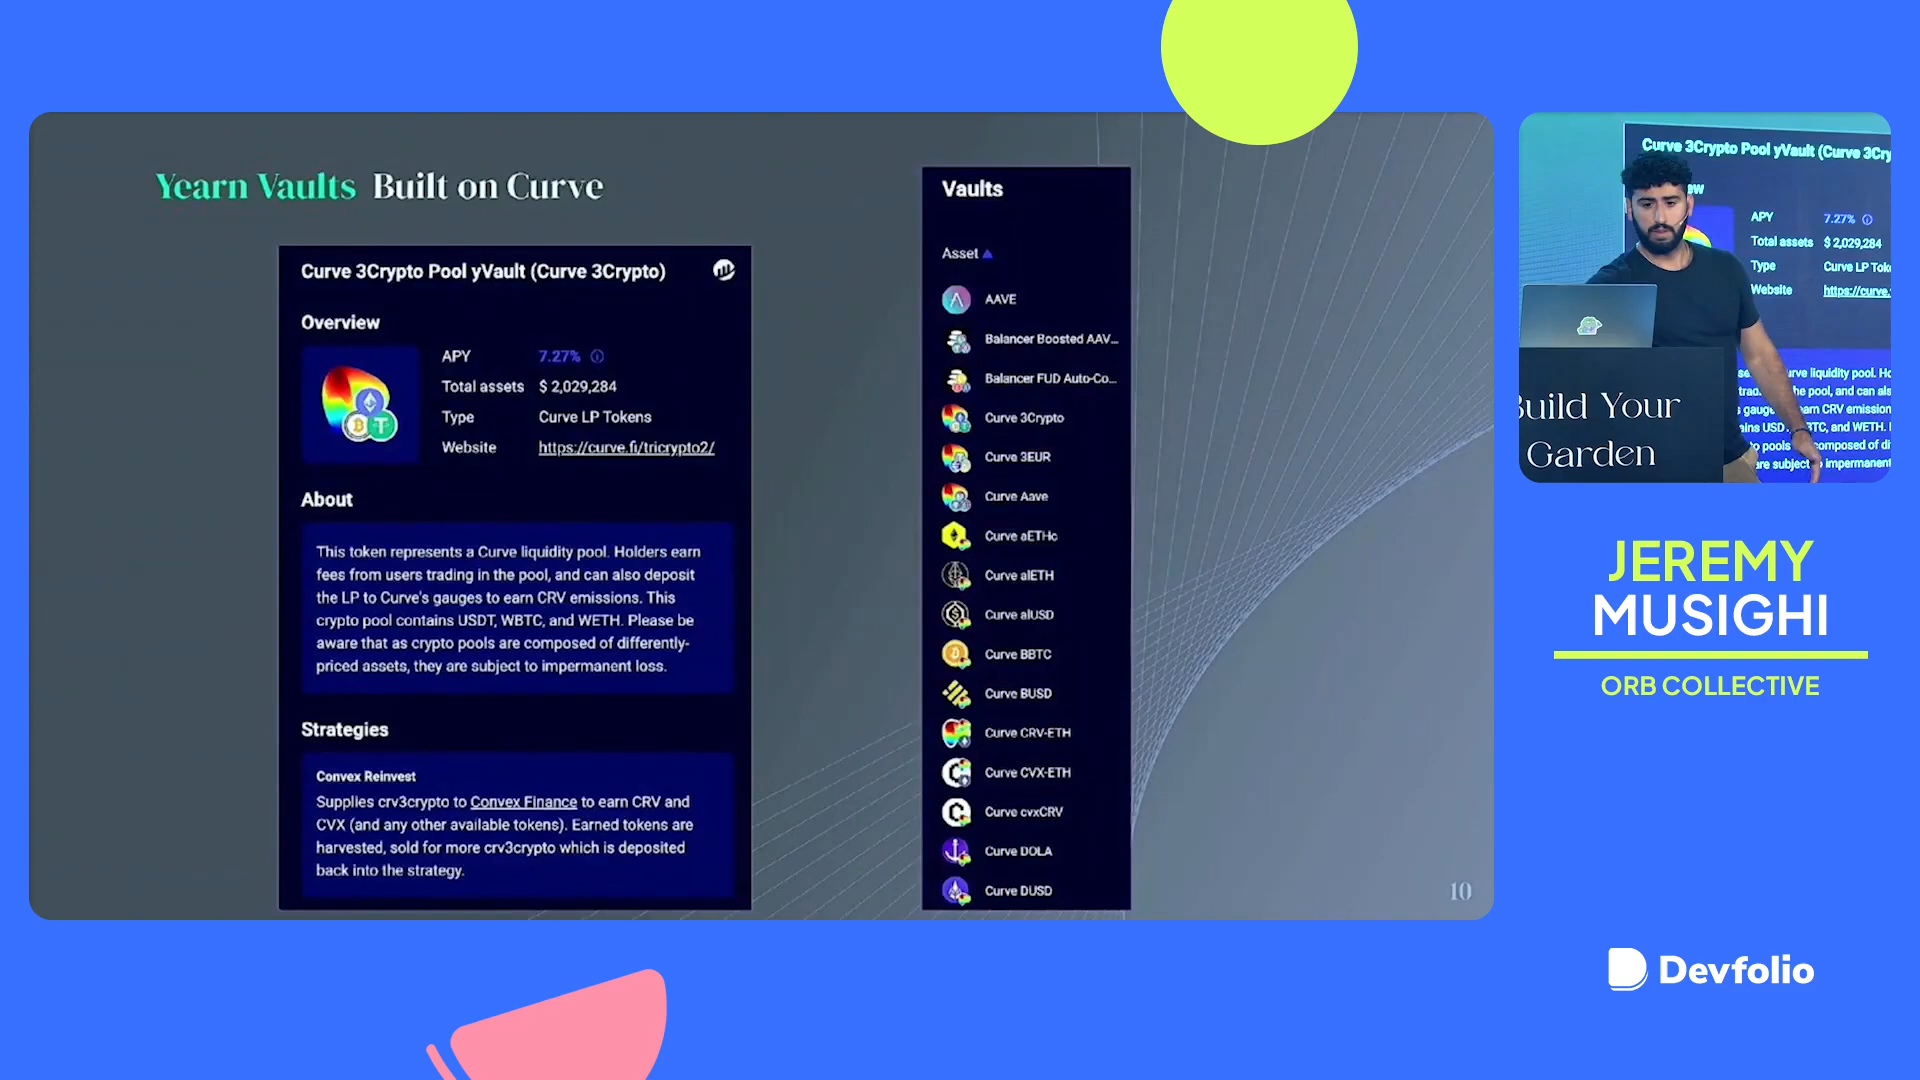 Yearn Vaults Built on Curve
Curve 3Crypto Pool yVault (Curve 3Crypto)
Overview
APY 7.27%
Total assets $ 2,029,284
Type Curve LP Tokens
Website https://curve.fi/tricrypto2/
About
This token represents a Curve liquidity pool. Holders earn
fees from users trading in the pool, and can also deposit
the LP to Curve's gauges to earn CRV emissions. This
crypto pool contains USDT, WBTC, and WETH. Please be
aware that as crypto pools are composed of differently-
priced assets, they are subject to impermanent loss.
Strategies
Convex Reinvest
Supplies crv3crypto to Convex Finance to earn CRV and
CVX (and any other available tokens). Earned tokens are
harvested, sold for more crv3crypto which is deposited
back into the strategy.
Vaults
Asset
AAVE
Balancer Boosted AAV...
Balancer FUD Auto-Co...
Curve 3Crypto
Curve 3EUR
Curve Aave
Curve aETHc
Curve alETH
Curve alUSD
Curve BBTC
Curve BUSD
Curve CRV-ETH
Curve CVX-ETH
Curve cvxCRV
Curve DOLA
Curve DUSD
10
Curve 3Crypto Pool yVault (Curve 3Cry
APY 7.27%
Total assets $ 2,029,284
Type Curve LP Tok
Website https://curve.
Build Your
Garden
JEREMY
MUSIGHI
ORB COLLECTIVE
Devfolio